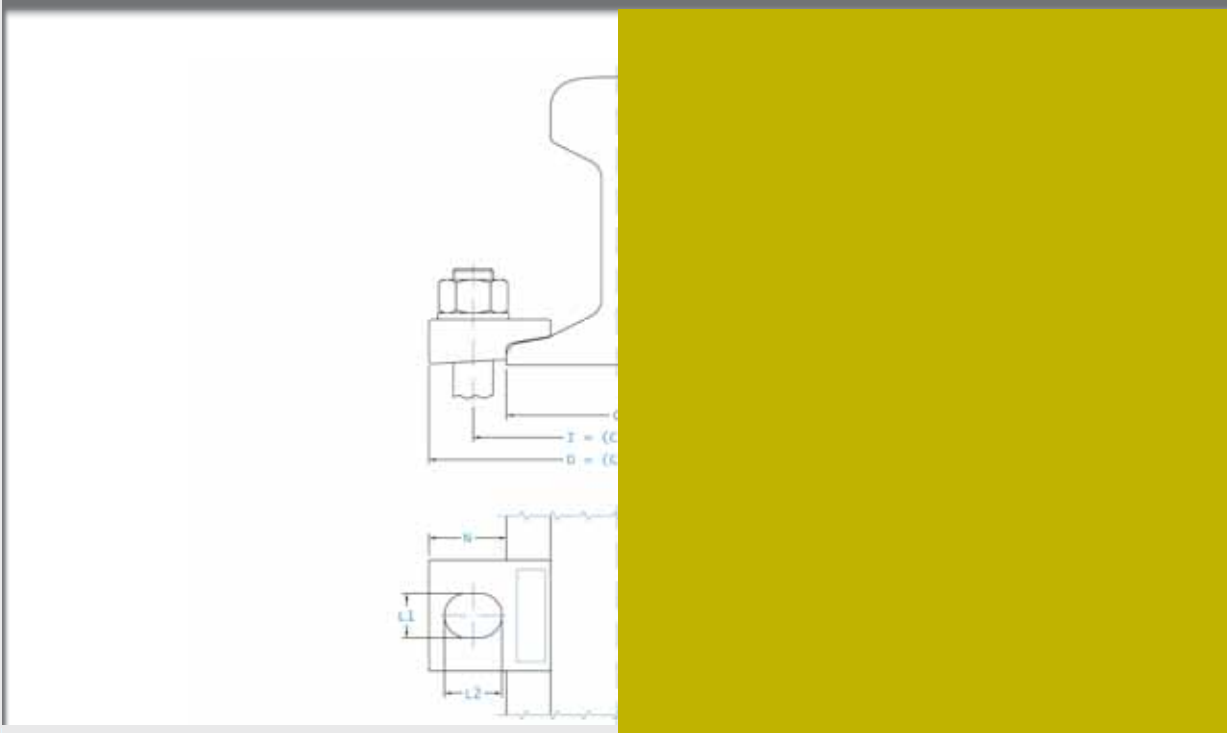 I = (C
D = (C
N
L1
L2